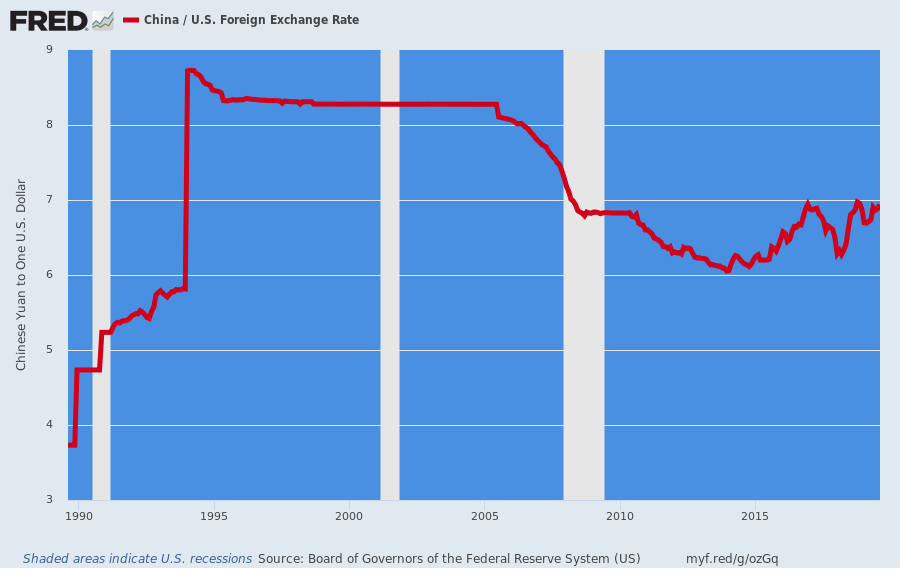 FRED China / U.S. Foreign Exchange Rate
Chinese Yuan to One U.S. Dollar
9
8
7
6
5
4
3
1990 1995 2000 2005 2010 2015
Shaded areas indicate U.S. recessions Source: Board of Governors of the Federal Reserve System (US) myf.red/g/ozGq